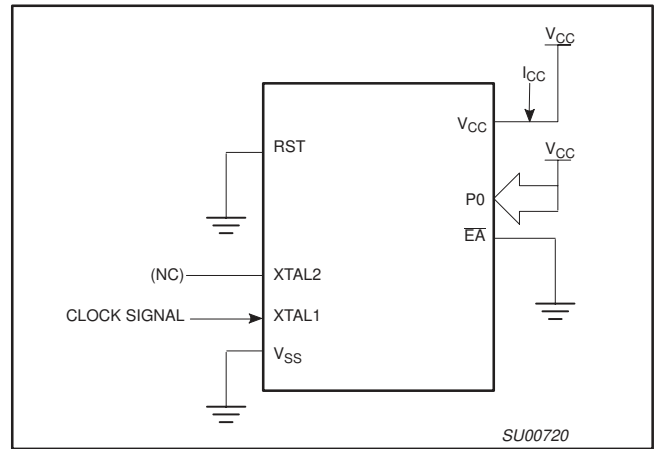 VCC
ICC
VCC
RST
VCC
P0
EA
(NC)
XTAL2
CLOCK SIGNAL
XTAL1
VSS
SU00720